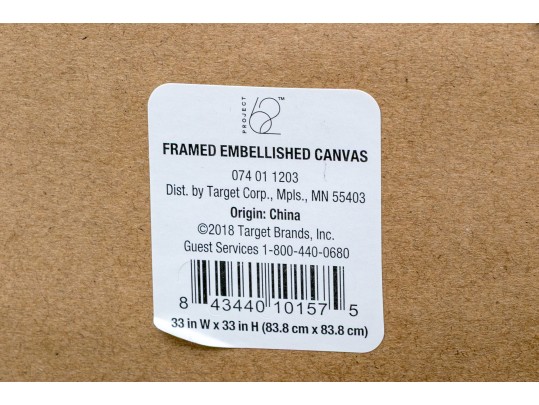 PROJECT 62™
FRAMED EMBELLISHED CANVAS
074 01 1203
Dist. by Target Corp., Mpls., MN 55403
Origin: China
©2018 Target Brands, Inc.
Guest Services 1-800-440-0680
8 43440 10157 5
33 in W x 33 in H (83.8 cm x 83.8 cm)